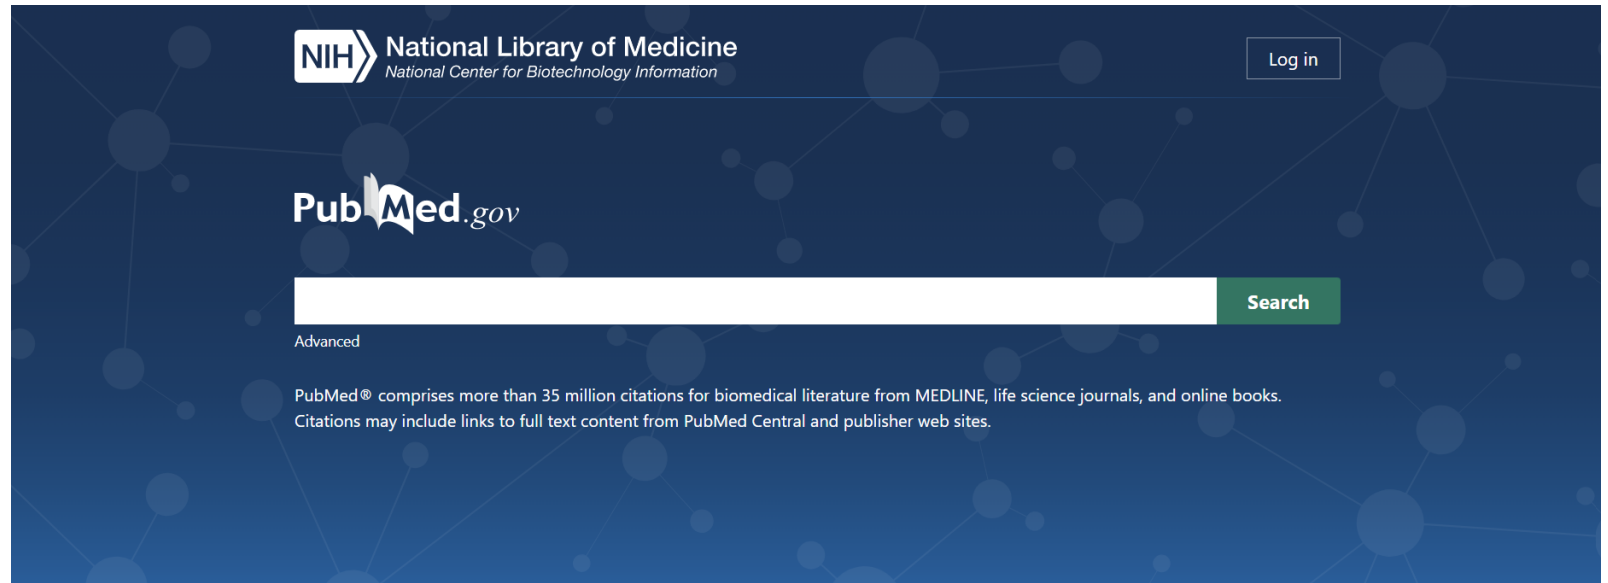 NIH National Library of Medicine
National Center for Biotechnology Information
Log in
PubMed.gov
Search
Advanced
PubMed® comprises more than 35 million citations for biomedical literature from MEDLINE, life science journals, and online books.
Citations may include links to full text content from PubMed Central and publisher web sites.